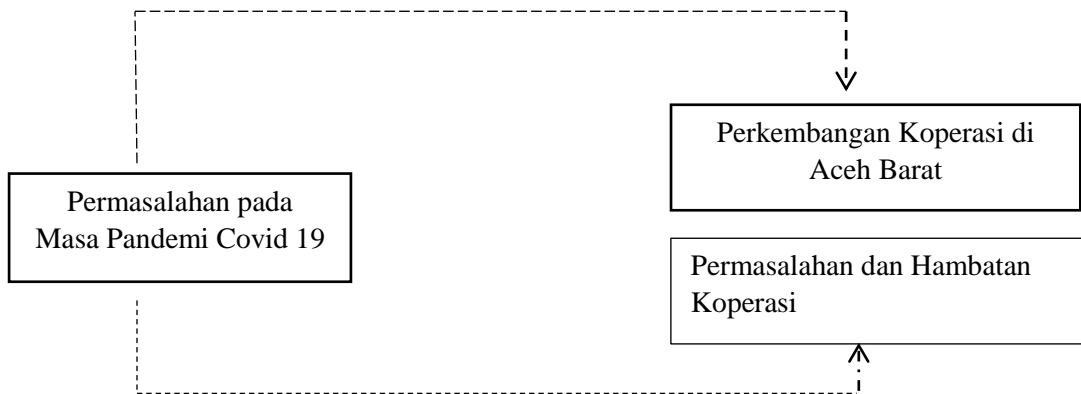 Perkembangan Koperasi di
Aceh Barat
Permasalahan pada
Masa Pandemi Covid 19
Permasalahan dan Hambatan
Koperasi